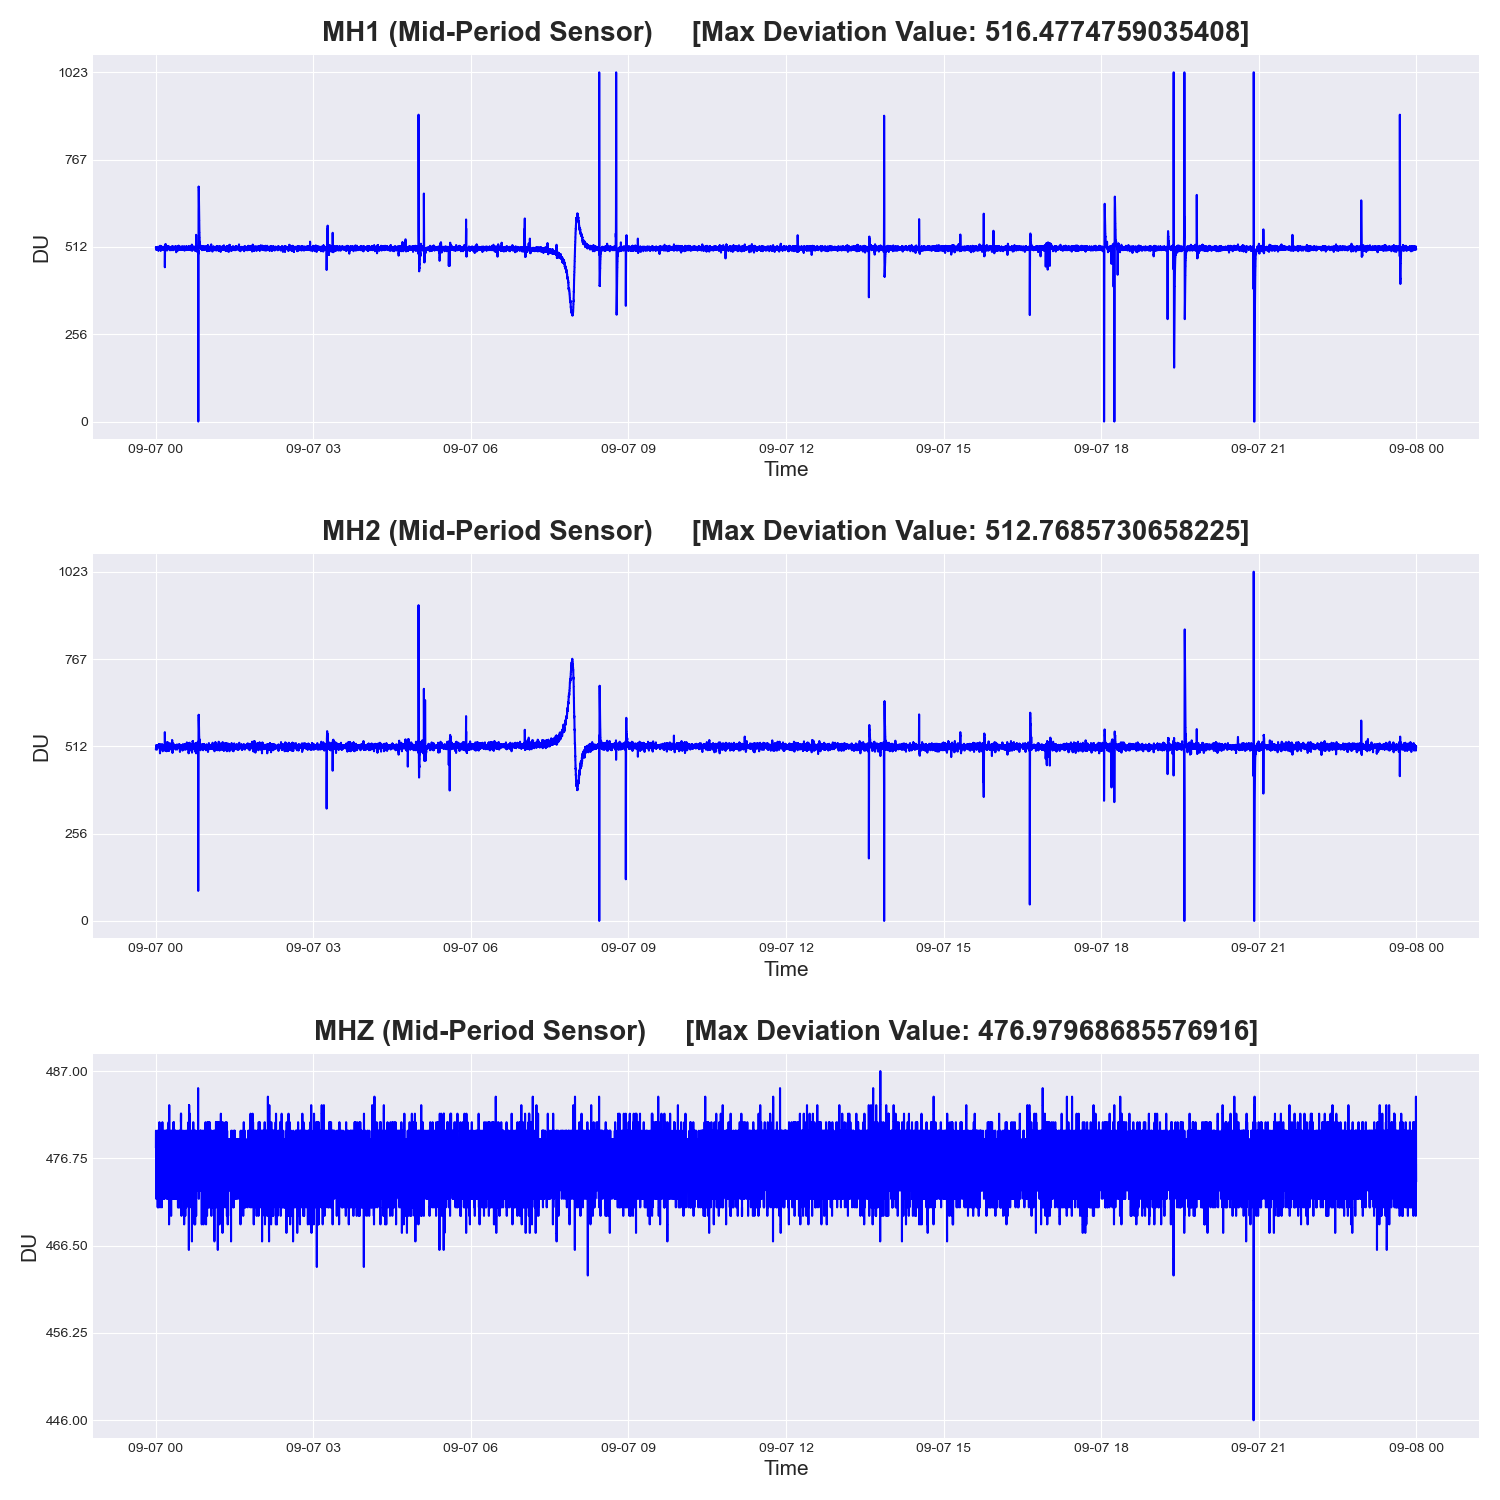 MH1 (Mid-Period Sensor) [Max Deviation Value: 516.4774759035408]
1023
767
512
256
0
DU
09-07 00 09-07 03 09-07 06 09-07 09 09-07 12 09-07 15 09-07 18 09-07 21 09-08 00
Time
MH2 (Mid-Period Sensor) [Max Deviation Value: 512.7685730658225]
1023
767
512
256
0
DU
09-07 00 09-07 03 09-07 06 09-07 09 09-07 12 09-07 15 09-07 18 09-07 21 09-08 00
Time
MHZ (Mid-Period Sensor) [Max Deviation Value: 476.97968685576916]
487.00
476.75
466.50
456.25
446.00
DU
09-07 00 09-07 03 09-07 06 09-07 09 09-07 12 09-07 15 09-07 18 09-07 21 09-08 00
Time